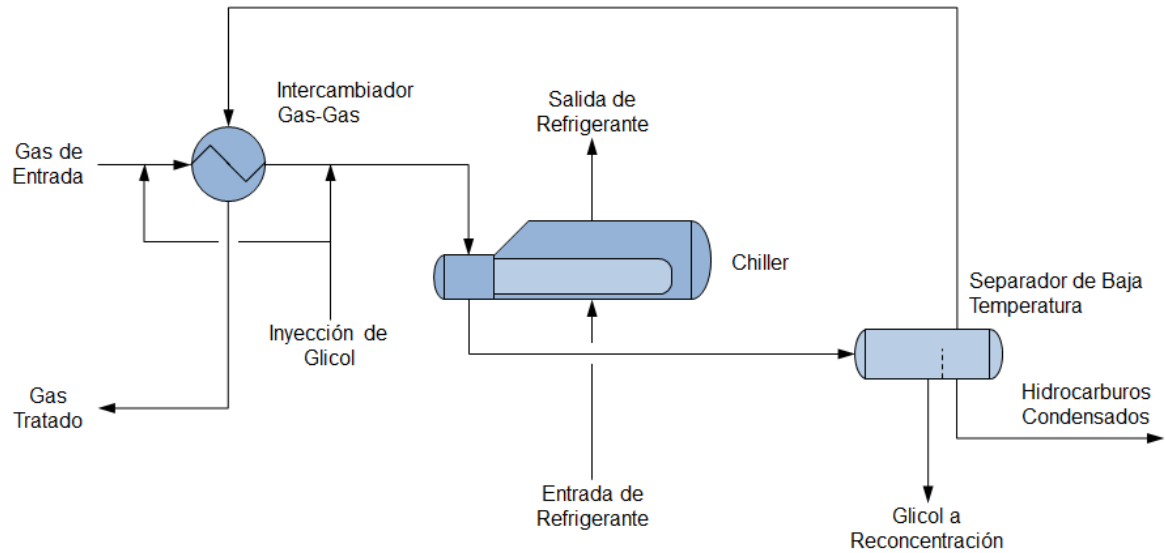 Intercambiador
Gas-Gas
Salida de
Refrigerante
Gas de
Entrada
Chiller
Separador de Baja
Temperatura
Inyección de
Glicol
Gas
Tratado
Hidrocarburos
Condensados
Entrada de
Refrigerante
Glicol a
Reconcentración